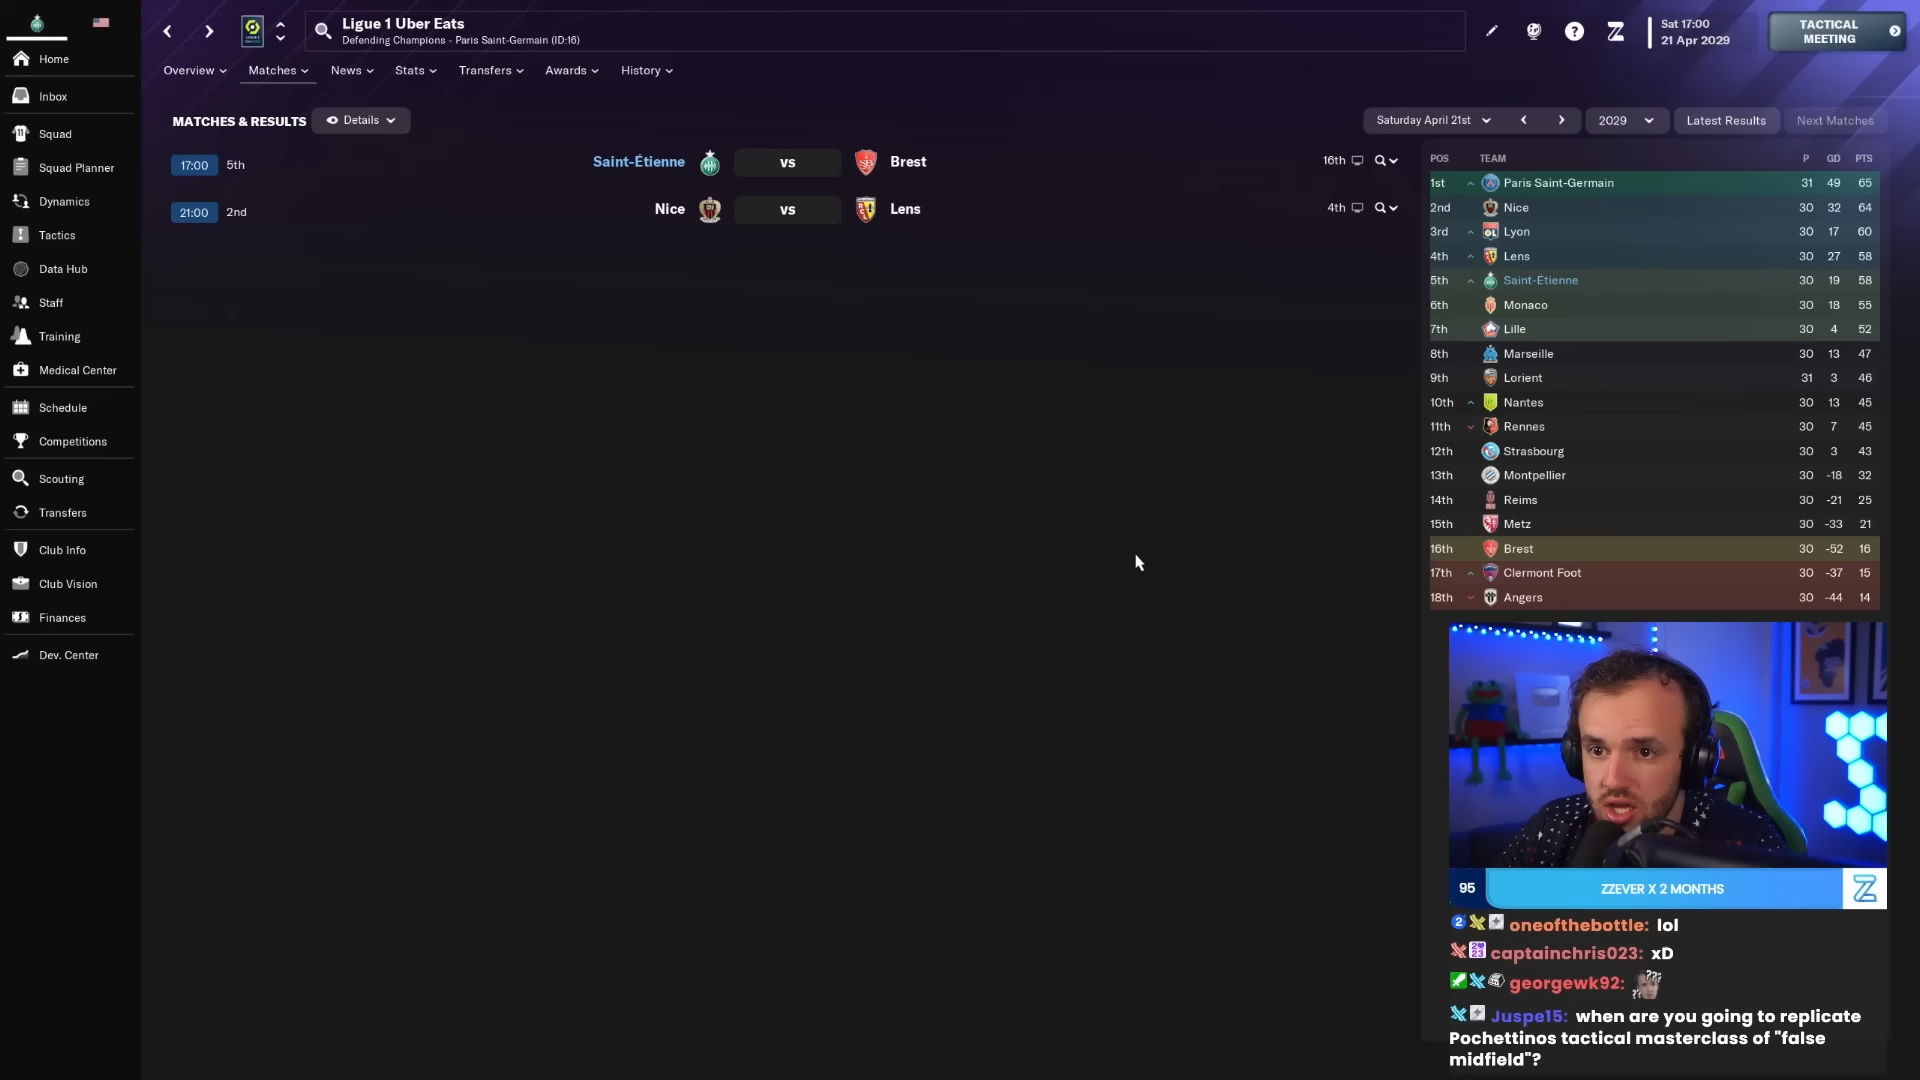 Ligue 1 Uber Eats
Defending Champions - Paris Saint-Germain (ID:16)
Sat 17:00
21 Apr 2029
TACTICAL
MEETING
Overview
Matches
News
Stats
Transfers
Awards
History
Home
Inbox
Squad
Squad Planner
Dynamics
Tactics
Data Hub
Staff
Training
Medical Center
Schedule
Competitions
Scouting
Transfers
Club Info
Club Vision
Finances
Dev. Center
MATCHES & RESULTS
Details
Saturday April 21st
2029
Latest Results
Next Matches
17:00 5th Saint-Étienne vs Brest 16th
21:00 2nd Nice vs Lens 4th
POS TEAM P GD PTS
1st Paris Saint-Germain 31 49 65
2nd Nice 30 32 64
3rd Lyon 30 17 60
4th Lens 30 27 58
5th Saint-Étienne 30 19 58
6th Monaco 30 18 55
7th Lille 30 4 52
8th Marseille 30 13 47
9th Lorient 31 3 46
10th Nantes 30 13 45
11th Rennes 30 7 45
12th Strasbourg 30 3 43
13th Montpellier 30 -18 32
14th Reims 30 -21 25
15th Metz 30 -33 21
16th Brest 30 -52 16
17th Clermont Foot 30 -37 15
18th Angers 30 -44 14
95 ZZEVER X 2 MONTHS
oneofthebottle: lol
captainchris023: xD
georgewk92:
Juspe15: when are you going to replicate
Pochettinos tactical masterclass of "false
midfield"?